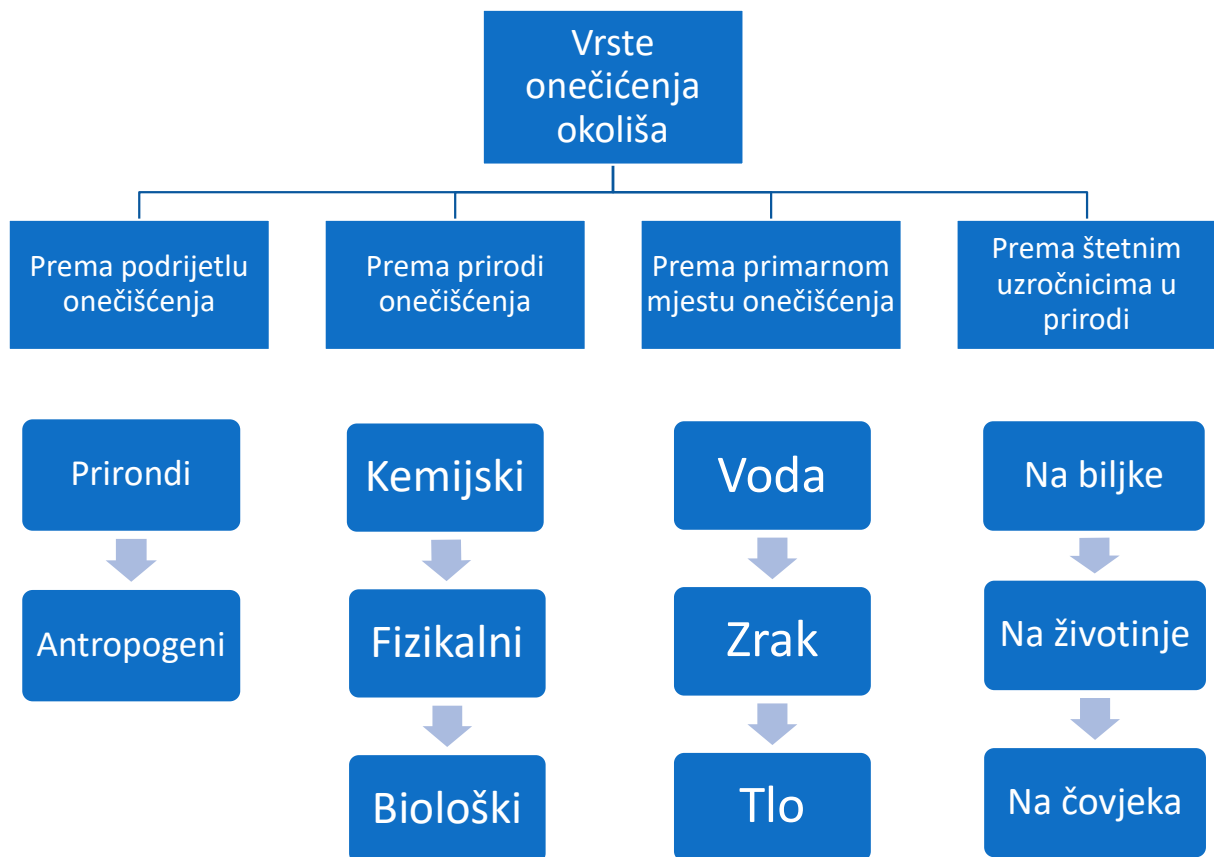 Vrste
onečićenja
okoliša
Prema podrijetlu
onečišćenja
Prema prirodi
onečišćenja
Prema primarnom
mjestu onečišćenja
Prema štetnim
uzročnicima u
prirodi
Prirondi
Antropogeni
Kemijski
Fizikalni
Biološki
Voda
Zrak
Tlo
Na biljke
Na životinje
Na čovjeka